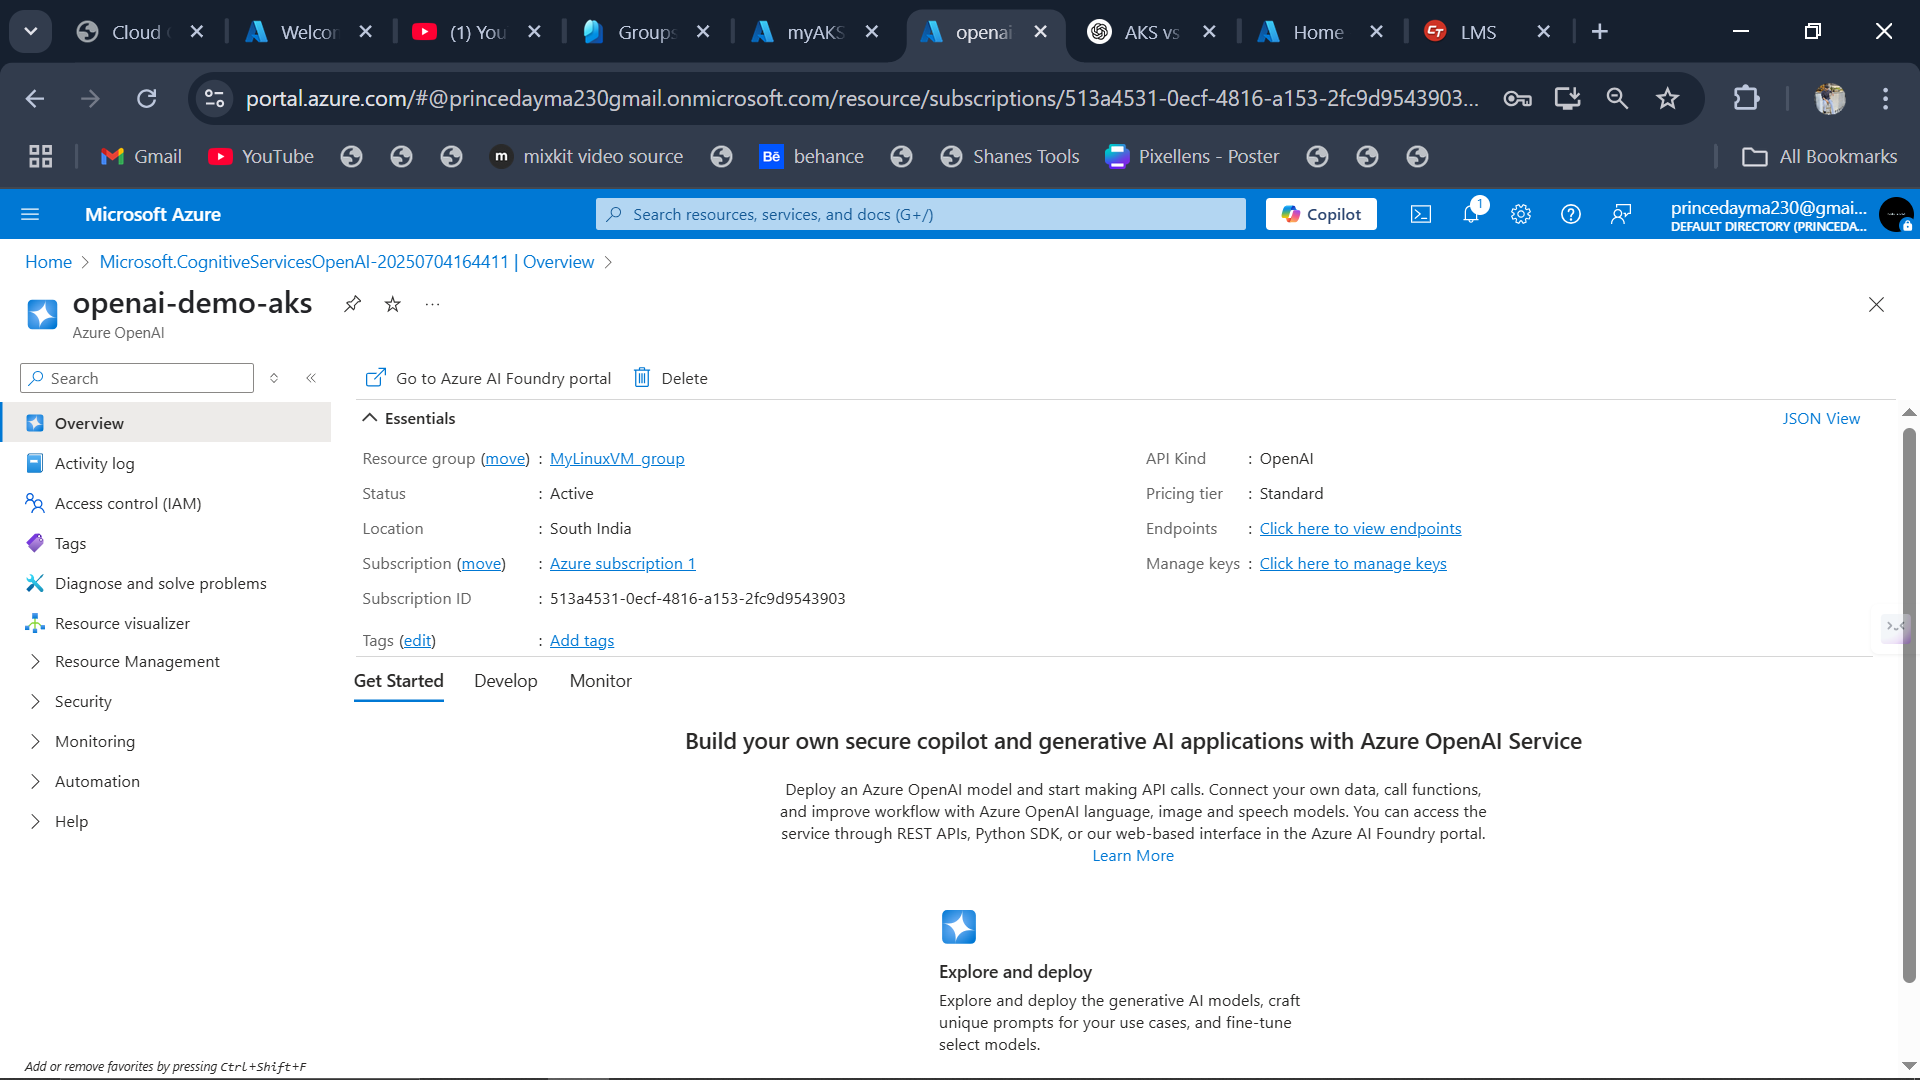 Cloud
Welcor
(1) You
Groups
myAKS
openai
AKS vs
Home
LMS
portal.azure.com/#@princedayma230gmail.onmicrosoft.com/resource/subscriptions/513a4531-0ecf-4816-a153-2fc9d9543903...
Gmail
YouTube
m mixkit video source
Bē behance
Shanes Tools
Pixellens - Poster
All Bookmarks
Microsoft Azure
Search resources, services, and docs (G+/)
Copilot
1
princedayma230@gmai...
DEFAULT DIRECTORY (PRINCEDA...
Home > Microsoft.CognitiveServicesOpenAI-20250704164411 | Overview >
openai-demo-aks
Azure OpenAI
Search
Overview
Activity log
Access control (IAM)
Tags
Diagnose and solve problems
Resource visualizer
Resource Management
Security
Monitoring
Automation
Help
Add or remove favorites by pressing Ctrl+Shift+F
Go to Azure AI Foundry portal
Delete
Essentials
JSON View
Resource group (move) : MyLinuxVM_group
Status : Active
Location : South India
Subscription (move) : Azure subscription 1
Subscription ID : 513a4531-0ecf-4816-a153-2fc9d9543903
Tags (edit) : Add tags
API Kind : OpenAI
Pricing tier : Standard
Endpoints : Click here to view endpoints
Manage keys : Click here to manage keys
Get Started
Develop
Monitor
Build your own secure copilot and generative AI applications with Azure OpenAI Service
Deploy an Azure OpenAI model and start making API calls. Connect your own data, call functions,
and improve workflow with Azure OpenAI language, image and speech models. You can access the
service through REST APIs, Python SDK, or our web-based interface in the Azure AI Foundry portal.
Learn More
Explore and deploy
Explore and deploy the generative AI models, craft
unique prompts for your use cases, and fine-tune
select models.